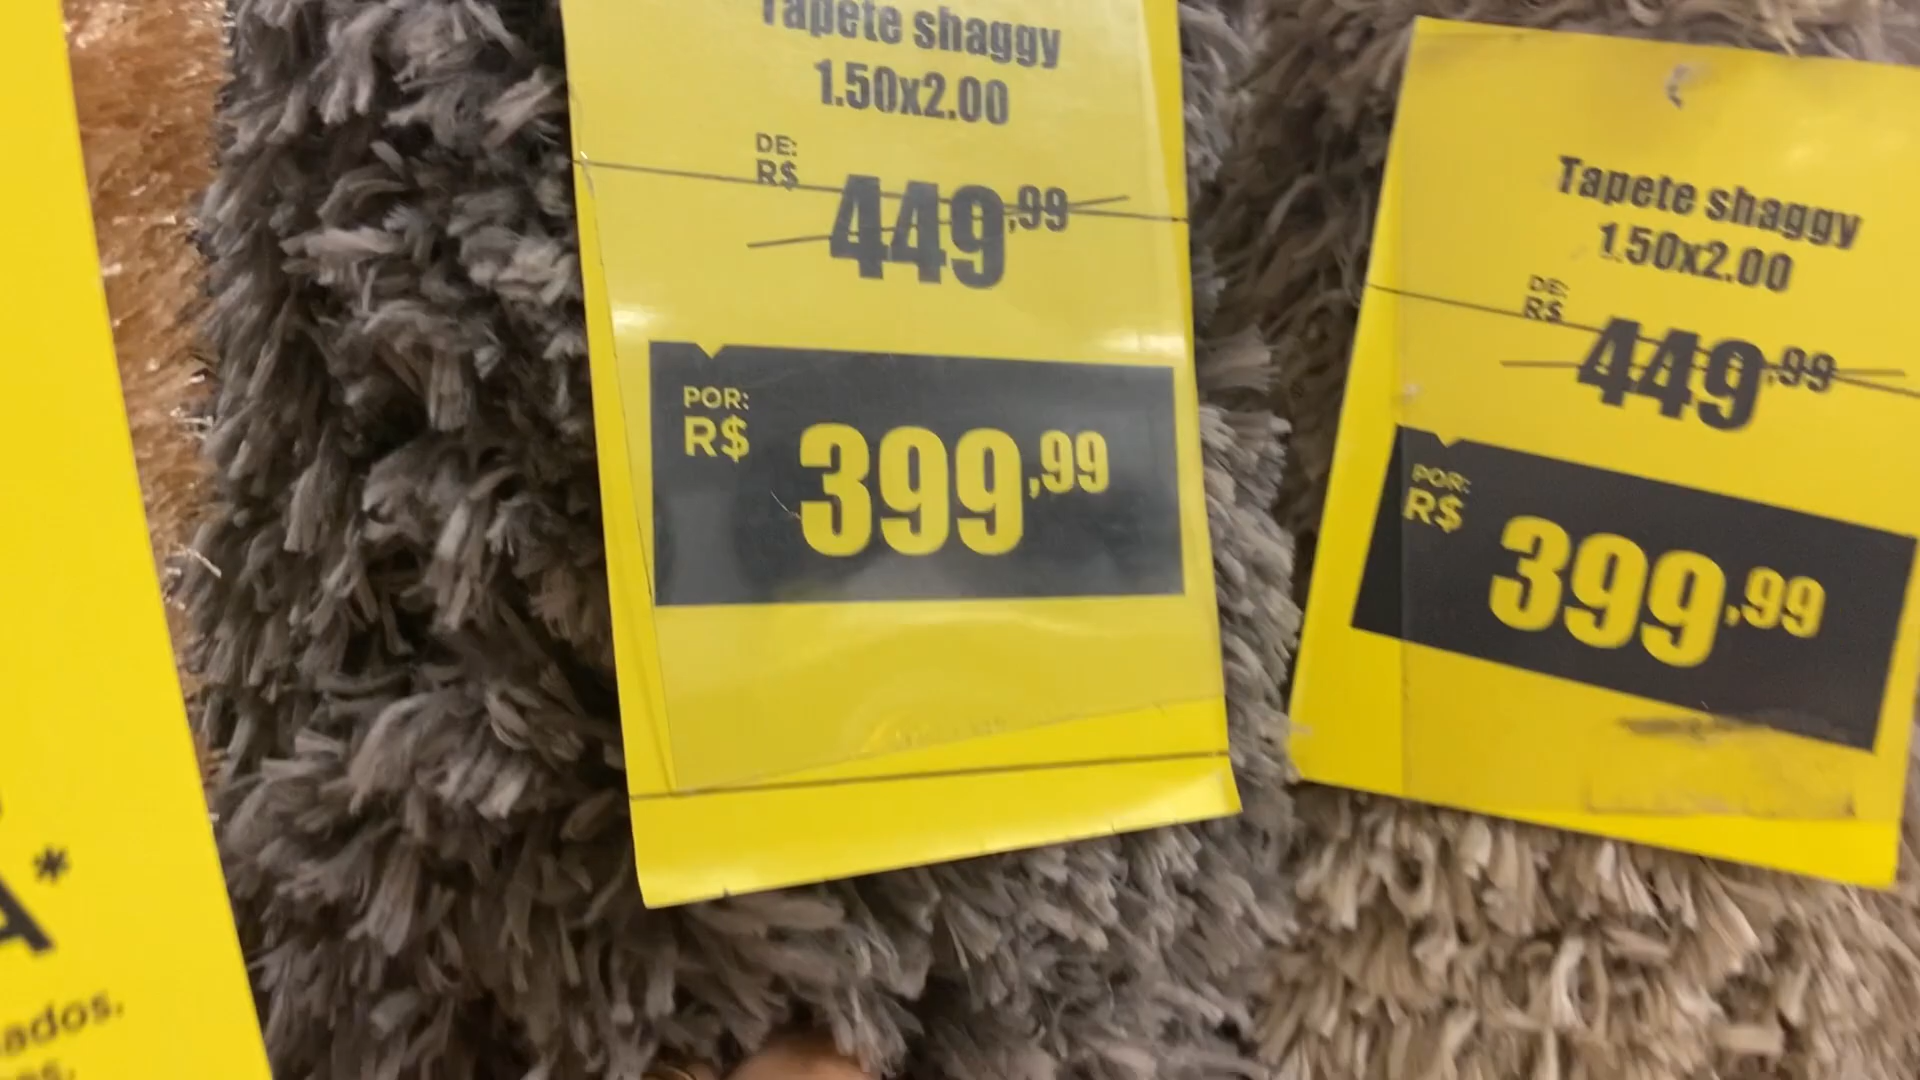 Tapete shaggy
1.50x2.00
DE:
R$ 449,99
POR:
R$ 399,99
Tapete shaggy
1.50x2.00
DE:
R$ 449,99
POR:
R$ 399,99
A*